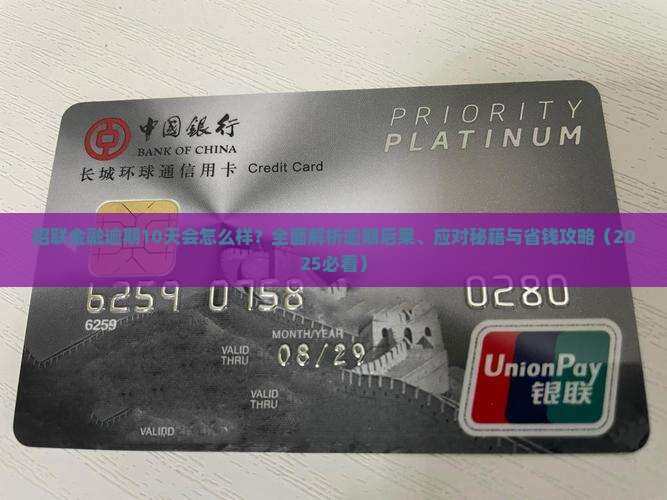 中国银行
BANK OF CHINA
长城环球通信用卡 Credit Card
PRIORITY
PLATINUM
招联金融逾期10天会怎么样？全面解析逾期后果、应对秘籍与省钱攻略（20
25必看）
6259 0758 0280
6259
MONTH/YEAR
VALID
THRU
08/29
VALID
THRU
UnionPay
银联